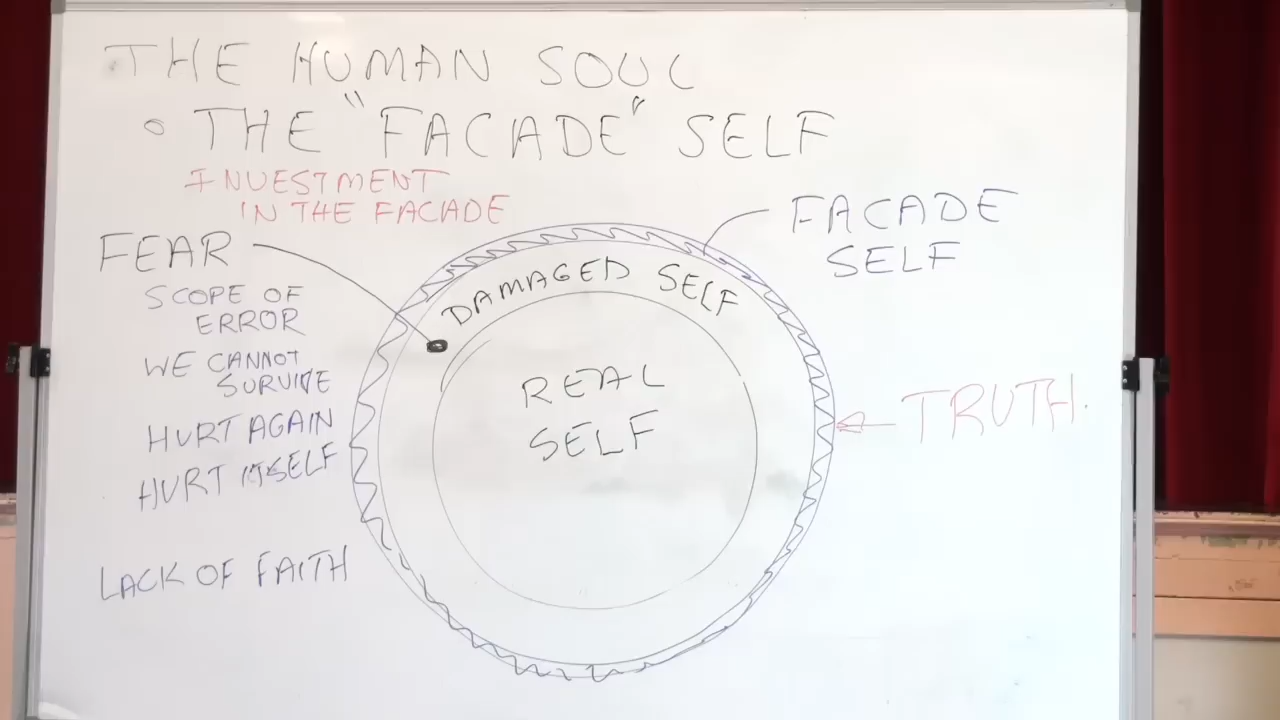 THE HUMAN SOUL
THE "FACADE" SELF
INVESTMENT
IN THE FACADE
FEAR
SCOPE OF
ERROR
WE CANNOT
SURVIVE
HURT AGAIN
HURT ITSELF
LACK OF FAITH
DAMAGED SELF
REAL
SELF
FACADE
SELF
TRUTH.